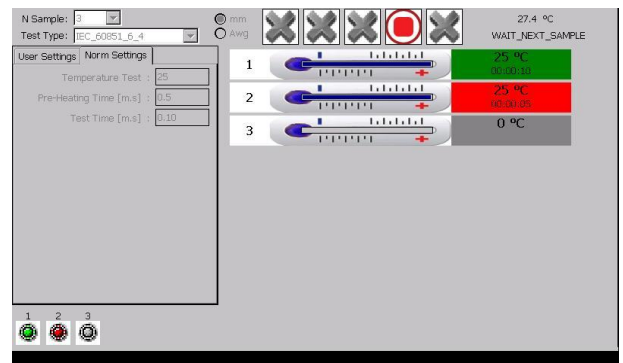 N Sample: 3
Test Type: IEC_60851_6_4
mm
Awg
27.4 ºC
WAIT_NEXT_SAMPLE
User Settings
Norm Settings
Temperature Test : 25
Pre-Heating Time [m.s] : 0.5
Test Time [m.s] : 0.10
1
25 ºC
00:00:10
2
25 ºC
00:00:05
3
0 ºC
1 2 3